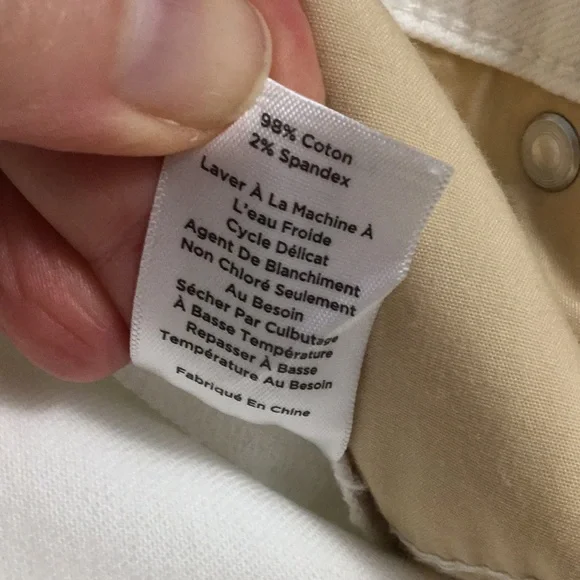 98% Coton
2% Spandex
Laver À La Machine À
L'eau Froide
Cycle Délicat
Agent De Blanchiment
Non Chloré Seulement
Au Besoin
Sécher Par Culbutage
À Basse Température
Repasser À Basse
Température Au Besoin
Fabriqué En Chine